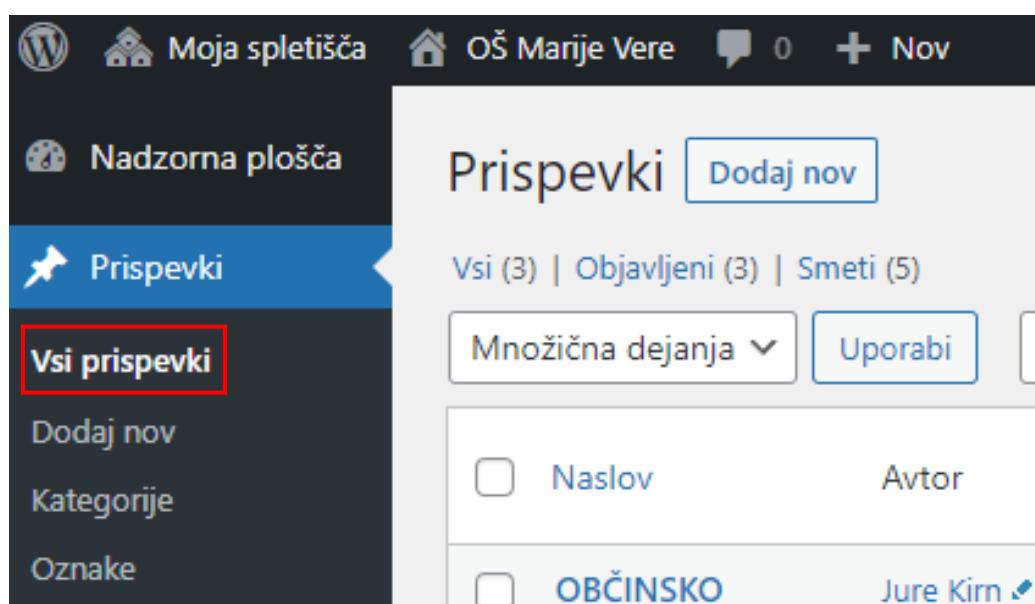 Moja spletišča OŠ Marije Vere 0 Nov
Nadzorna plošča
Prispevki
Vsi prispevki
Dodaj nov
Kategorije
Oznake
Prispevki Dodaj nov
Vsi (3) | Objavljeni (3) | Smeti (5)
Množična dejanja Uporabi
Naslov Avtor
OBČINSKO Jure Kirn